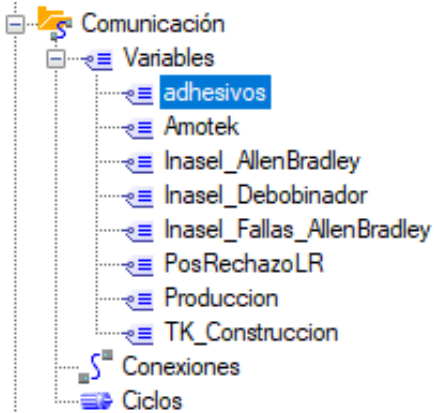 Comunicación
Variables
adhesivos
Amotek
Inasel_AllenBradley
Inasel_Debobinador
Inasel_Fallas_AllenBradley
PosRechazoLR
Produccion
TK_Construccion
Conexiones
Ciclos